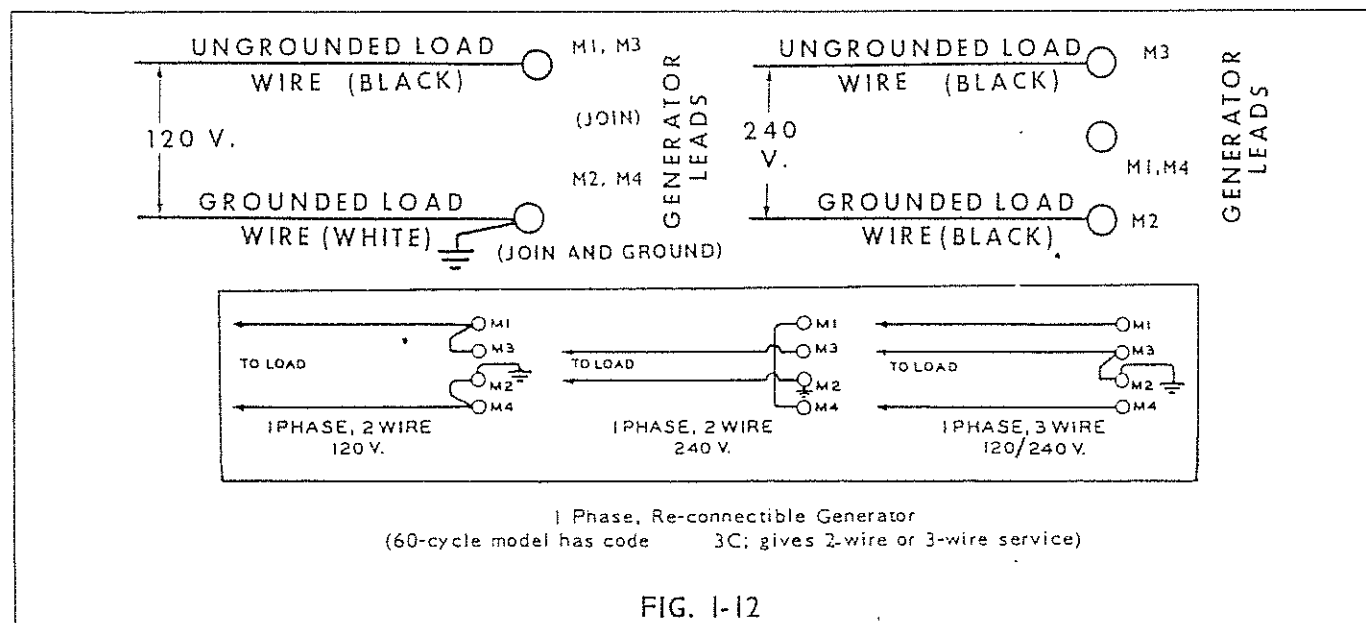 UNGROUNDED LOAD
WIRE (BLACK)
120 V.
GROUNDED LOAD
WIRE (WHITE)
M1, M3
(JOIN)
M2, M4
(JOIN AND GROUND)
GENERATOR
LEADS
UNGROUNDED LOAD
WIRE (BLACK)
240
V.
GROUNDED LOAD
WIRE (BLACK)
M3
M1,M4
M2
GENERATOR
LEADS
M1
M3
TO LOAD
M2
M4
1 PHASE, 2 WIRE
120 V.
M1
M3
TO LOAD
M2
M4
1 PHASE, 2 WIRE
240 V.
M1
M3
TO LOAD
M2
M4
1 PHASE, 3 WIRE
120/240 V.
1 Phase, Re-connectible Generator
(60-cycle model has code 3C; gives 2-wire or 3-wire service)
FIG. 1-12